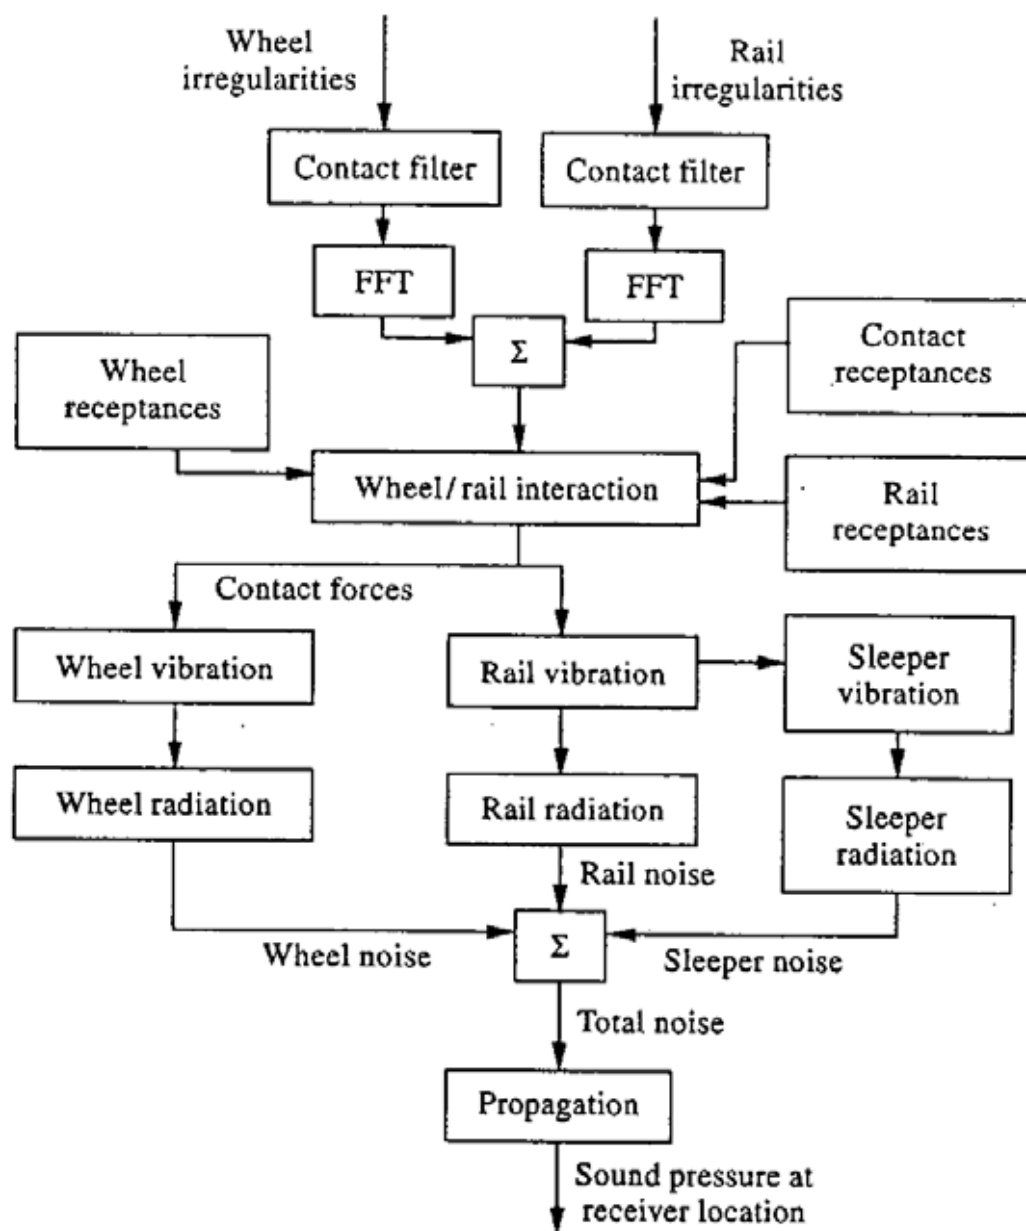 Wheel
irregularities
Rail
irregularities
Contact filter
Contact filter
FFT
FFT
Σ
Wheel
receptances
Contact
receptances
Wheel/rail interaction
Rail
receptances
Contact forces
Wheel vibration
Rail vibration
Sleeper
vibration
Wheel radiation
Rail radiation
Sleeper
radiation
Rail noise
Σ
Wheel noise
Sleeper noise
Total noise
Propagation
Sound pressure at
receiver location